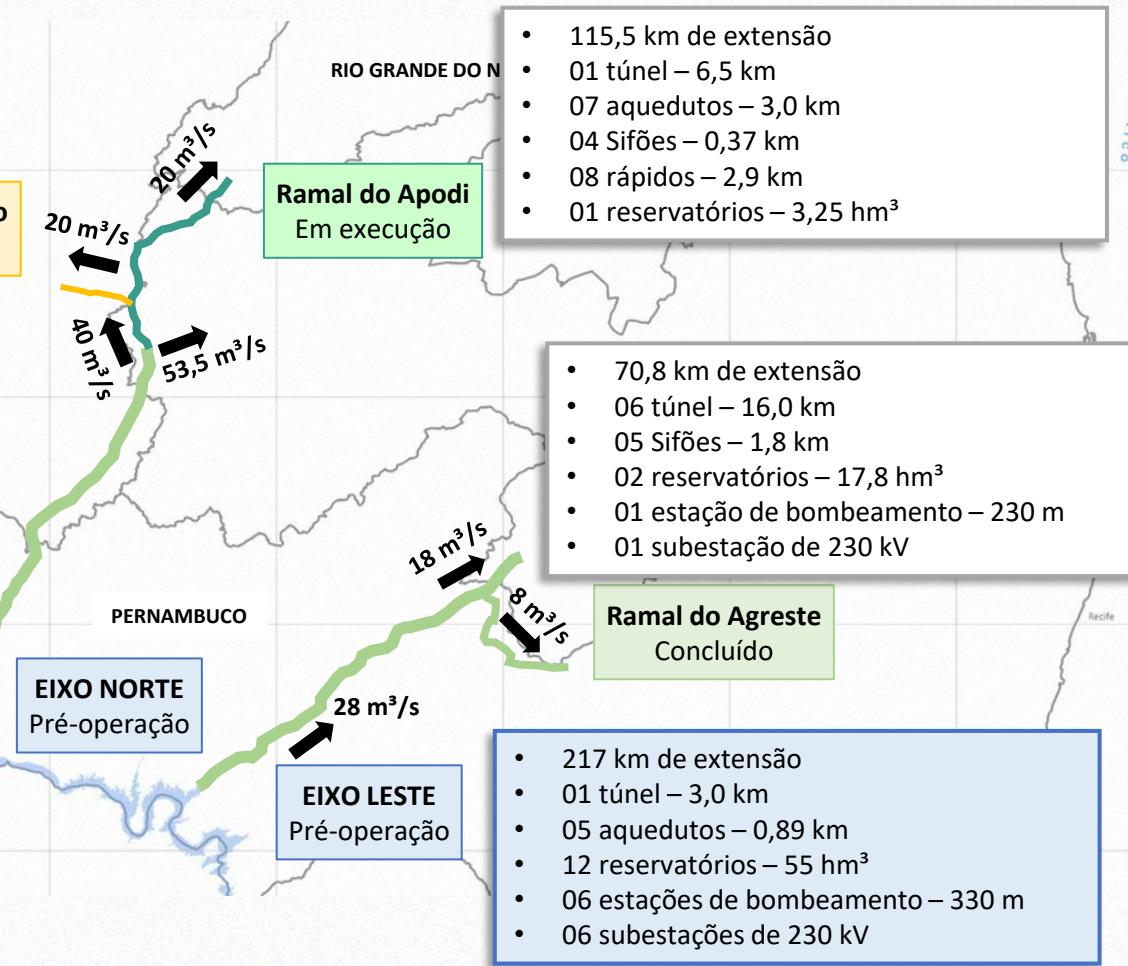 • 115,5 km de extensão
• 01 túnel – 6,5 km
• 07 aquedutos – 3,0 km
• 04 Sifões – 0,37 km
• 08 rápidos – 2,9 km
• 01 reservatórios – 3,25 hm³
RIO GRANDE DO N
20 m³/s
Ramal do Apodi
Em execução
o
20 m³/s
40 m³/s
53,5 m³/s
• 70,8 km de extensão
• 06 túnel – 16,0 km
• 05 Sifões – 1,8 km
• 02 reservatórios – 17,8 hm³
• 01 estação de bombeamento – 230 m
• 01 subestação de 230 kV
18 m³/s
8 m³/s
PERNAMBUCO
Ramal do Agreste
Concluído
Recife
EIXO NORTE
Pré-operação
28 m³/s
EIXO LESTE
Pré-operação
• 217 km de extensão
• 01 túnel – 3,0 km
• 05 aquedutos – 0,89 km
• 12 reservatórios – 55 hm³
• 06 estações de bombeamento – 330 m
• 06 subestações de 230 kV